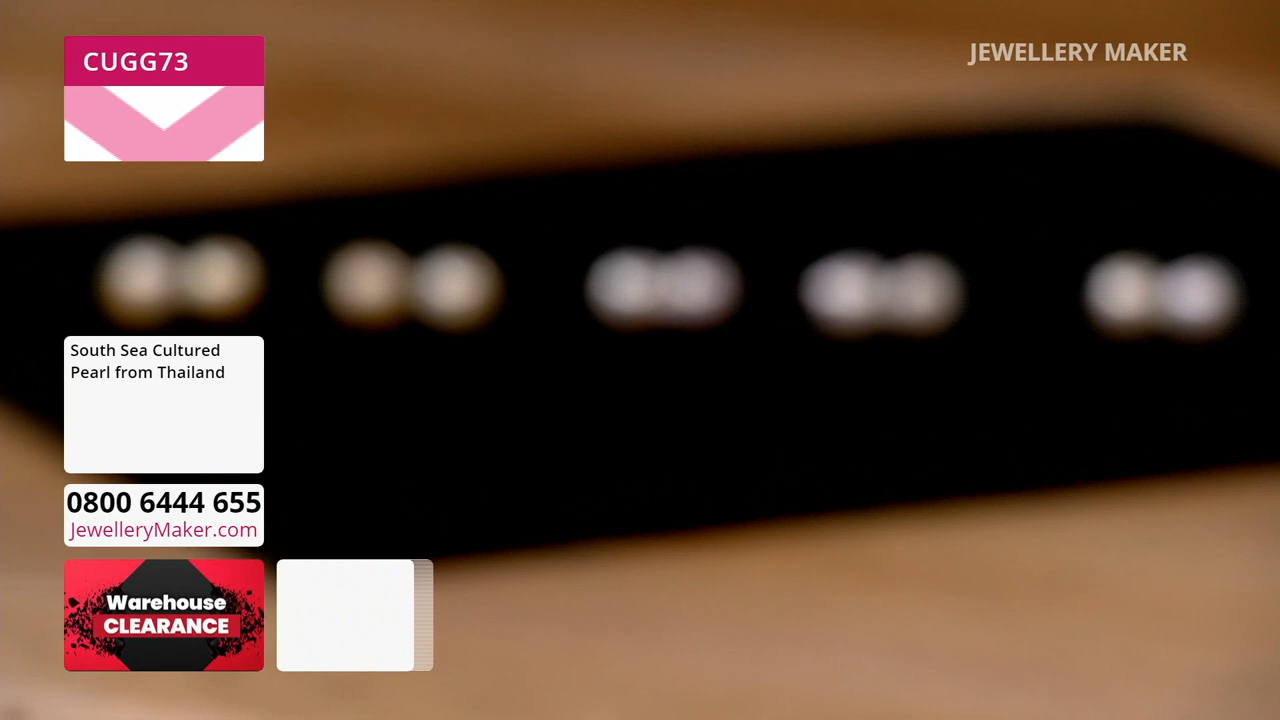 CUGG73
JEWELLERY MAKER
South Sea Cultured
Pearl from Thailand
0800 6444 655
JewelleryMaker.com
Warehouse
CLEARANCE